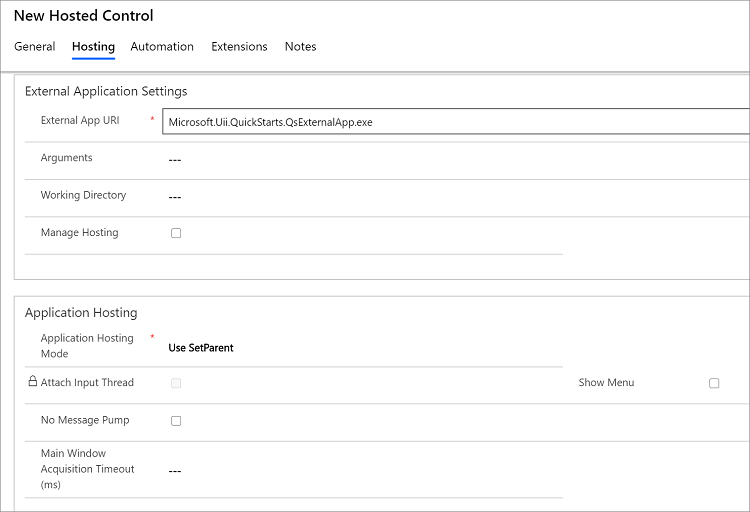 New Hosted Control
General Hosting Automation Extensions Notes
External Application Settings
External App URI * Microsoft.Uii.QuickStarts.QsExternalApp.exe
Arguments ---
Working Directory ---
Manage Hosting
Application Hosting
Application Hosting * Use SetParent
Mode
Attach Input Thread Show Menu
No Message Pump
Main Window
Acquisition Timeout ---
(ms)